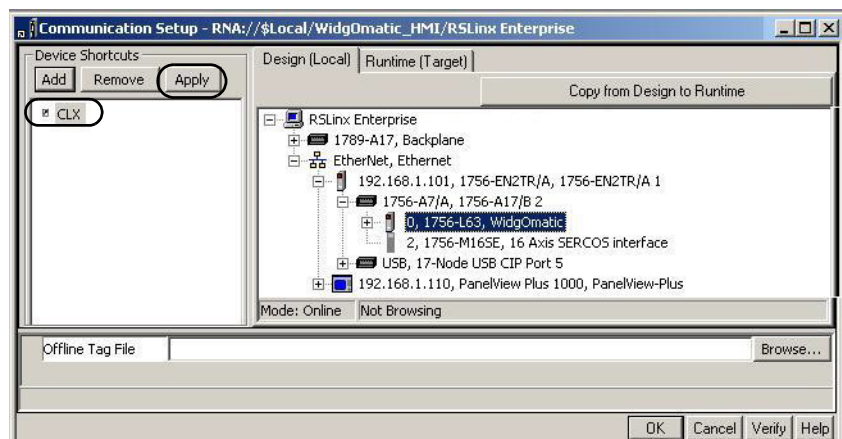 Communication Setup - RNA://$Local/WidgOmatic_HMI/RSLinx Enterprise
Device Shortcuts
Add Remove Apply
CLX
Design (Local) Runtime (Target)
Copy from Design to Runtime
RSLinx Enterprise
1789-A17, Backplane
EtherNet, Ethernet
192.168.1.101, 1756-EN2TR/A, 1756-EN2TR/A 1
1756-A7/A, 1756-A17/B 2
0, 1756-L63, WidgOmatic
2, 1756-M16SE, 16 Axis SERCOS interface
USB, 17-Node USB CIP Port 5
192.168.1.110, PanelView Plus 1000, PanelView-Plus
Mode: Online Not Browsing
Offline Tag File Browse...
OK Cancel Verify Help